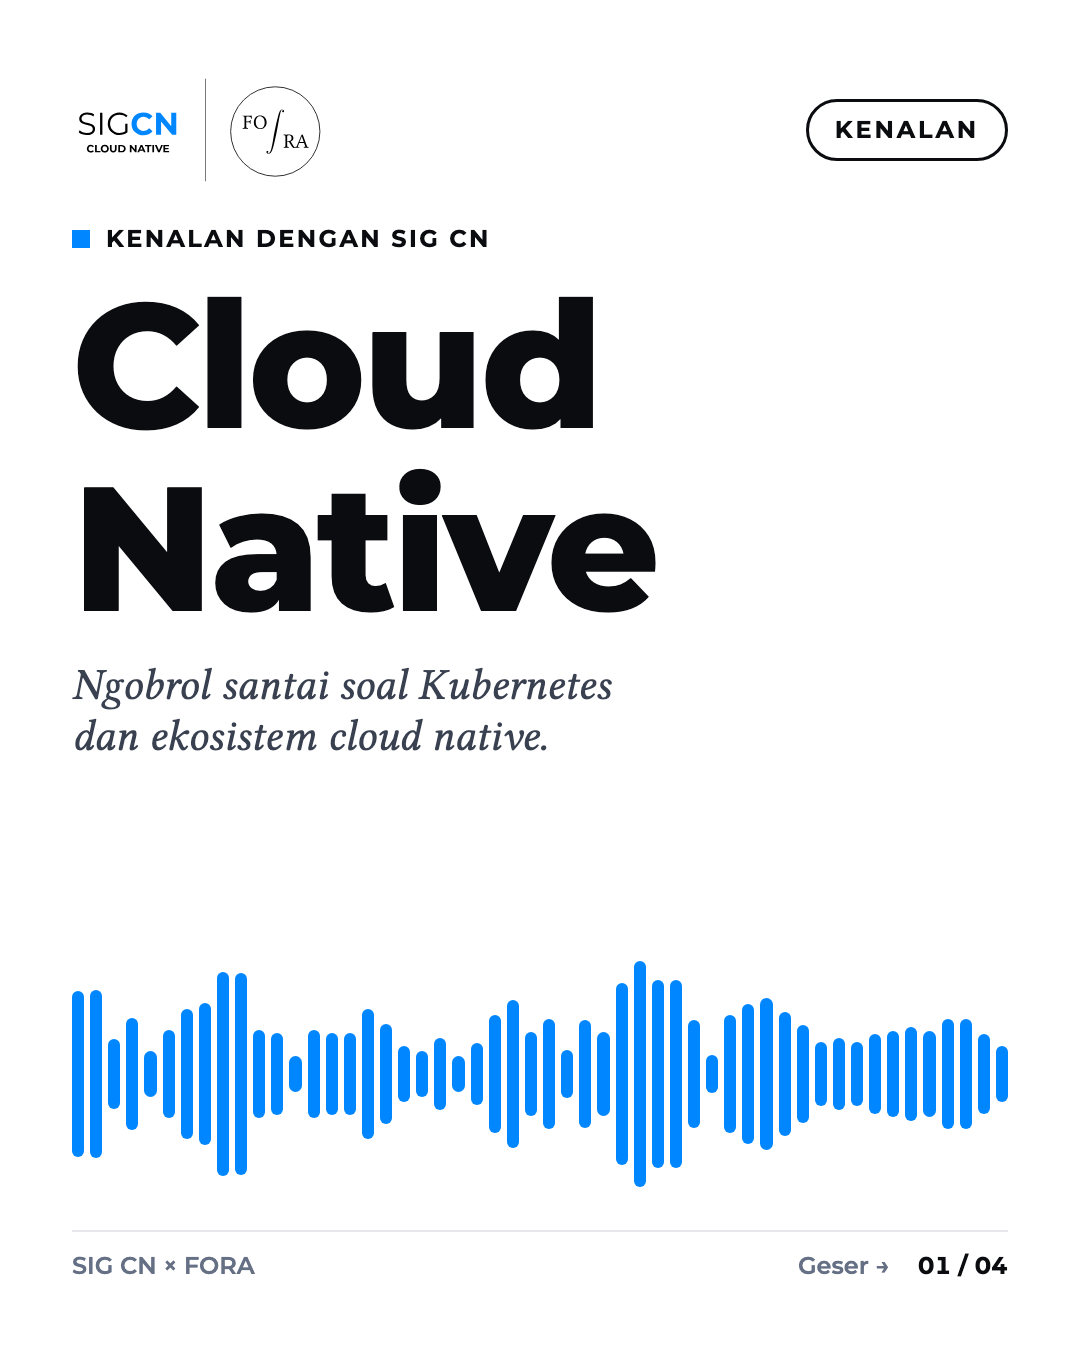 SIGCN
CLOUD NATIVE
FO
RA
KENALAN
KENALAN DENGAN SIG CN
Cloud
Native
Ngobrol santai soal Kubernetes
dan ekosistem cloud native.
SIG CN × FORA
Geser → 01 / 04